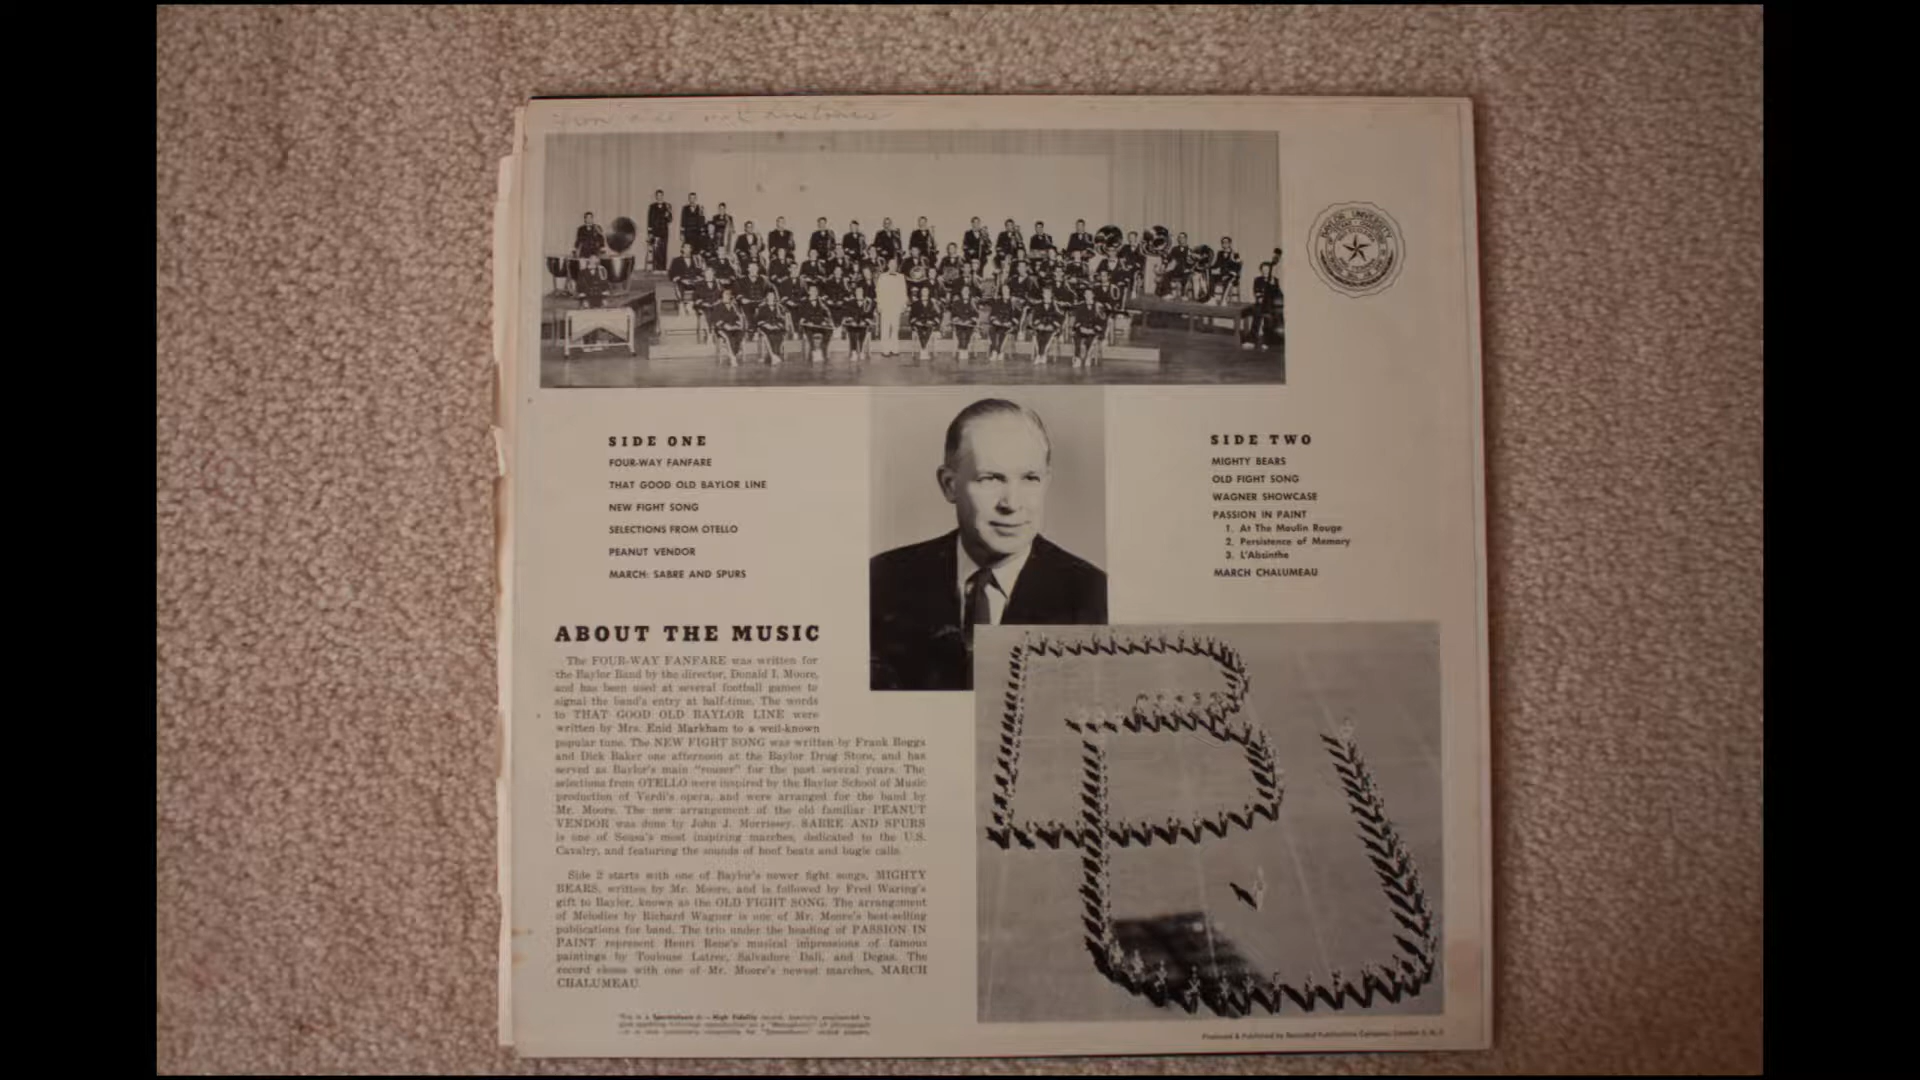 BAYLOR UNIVERSITY
SIDE ONE
FOUR-WAY FANFARE
THAT GOOD OLD BAYLOR LINE
NEW FIGHT SONG
SELECTIONS FROM OTELLO
PEANUT VENDOR
MARCH: SABRE AND SPURS
SIDE TWO
MIGHTY BEARS
OLD FIGHT SONG
WAGNER SHOWCASE
PASSION IN PAINT
1. At The Moulin Rouge
2. Persistence of Memory
3. L'Absinthe
MARCH CHALUMEAU
ABOUT THE MUSIC
The FOUR-WAY FANFARE was written for
the Baylor Band by the director, Donald I. Moore,
and has been used at several football games to
signal the band's entry at half-time. The words
to THAT GOOD OLD BAYLOR LINE were
written by Mrs. Enid Markham to a well-known
popular tune. The NEW FIGHT SONG was written by Frank Boggs
and Dick Baker one afternoon at the Baylor Drug Store, and has
served as Baylor's main "rouser" for the past several years. The
selections from OTELLO were inspired by the Baylor School of Music
production of Verdi's opera, and were arranged for the band by
Mr. Moore. The new arrangement of the old familiar PEANUT
VENDOR was done by John J. Morrissey. SABRE AND SPURS
is one of Sousa's most inspiring marches, dedicated to the U.S.
Cavalry, and featuring the sounds of hoof beats and bugle calls.
Side 2 starts with one of Baylor's newer fight songs, MIGHTY
BEARS, written by Mr. Moore, and is followed by Fred Waring's
gift to Baylor, known as the OLD FIGHT SONG. The arrangement
of Melodies by Richard Wagner is one of Mr. Moore's best-selling
publications for band. The trio under the heading of PASSION IN
PAINT represent Henri Rene's musical impressions of famous
paintings by Toulouse Latrec, Salvadore Dali, and Degas. The
record closes with one of Mr. Moore's newest marches, MARCH
CHALUMEAU.
This is a High Fidelity
Produced & Published by Recorded Publications Company, Camden 5, N. J.